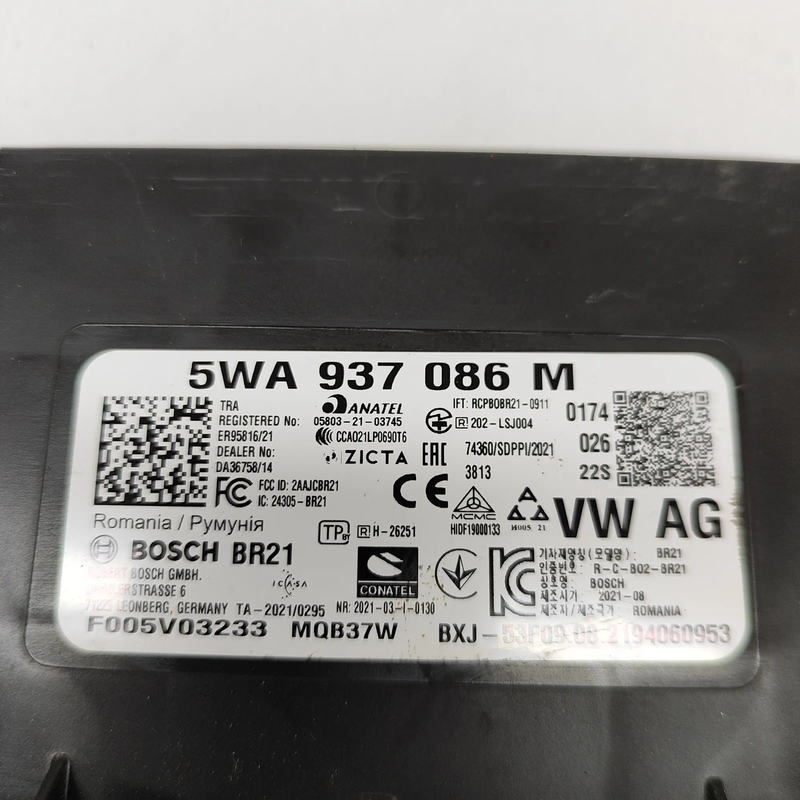 5WA 937 086 M
TRA
REGISTERED No:
ER95816/21
DEALER No:
DA36758/14
ANATEL
05803-21-03745
CCAO21LP0690T6
ZICTA
IFT: RCPBOBR21-0911
R 202-LSJ004
EAC
74360/SDPPI/2021
3813
0174
026
22S
FC
FCC ID: 2AAJCBR21
IC: 24305-BR21
CE
MCMC
HIDF19000133
VW AG
Romania / Румунія
BOSCH BR21
ROBERT BOSCH GMBH.
STRASSE 6
LEONBERG, GERMANY TA-2021/0295
ICASA
TP BY
R H-26251
CONATEL
NR: 2021-03-I-0130
KC
기자재명칭(모델명) : BR21
인증번호 : R-C-B02-BR21
상호명 : BOSCH
제조시기 : 2021-08
제조자/제조국가 : ROMANIA
F005V03233 MQB37W BXJ-
94060953